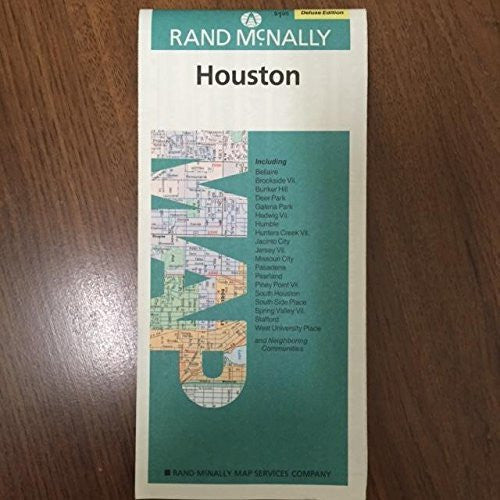 Deluxe Edition
RAND McNALLY
Houston
MAP
Including
Bellaire
Brookside Vil.
Bunker Hill
Deer Park
Galena Park
Hedwig Vil.
Humble
Hunters Creek Vil.
Jacinto City
Jersey Vil.
Missouri City
Pasadena
Pearland
Piney Point Vil.
South Houston
South Side Place
Spring Valley Vil.
Stafford
West University Place
and Neighboring
Communities
RAND McNALLY MAP SERVICES COMPANY